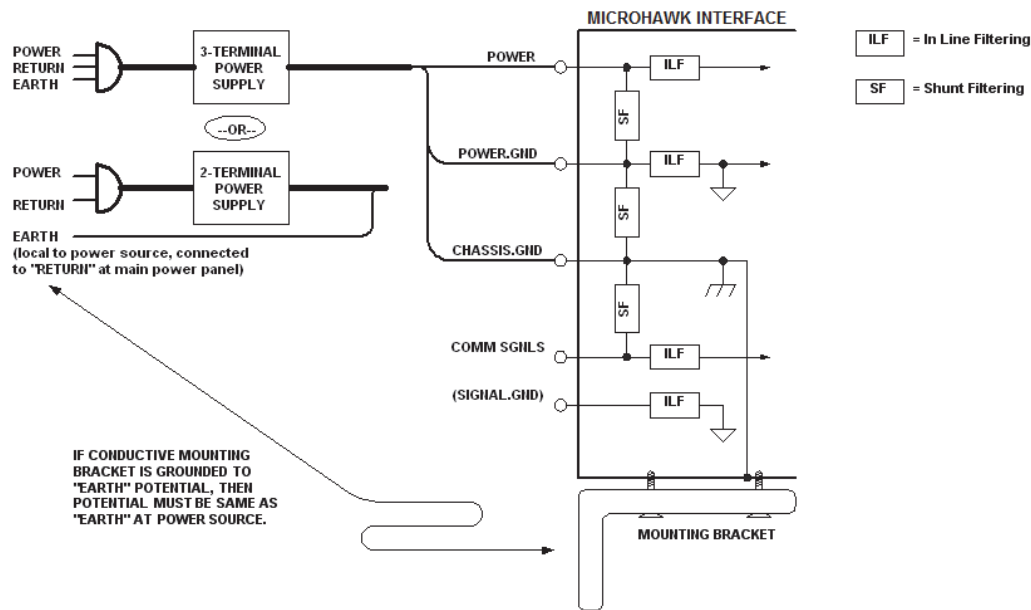 MICROHAWK INTERFACE
ILF = In Line Filtering
SF = Shunt Filtering
POWER
RETURN
EARTH
3-TERMINAL
POWER
SUPPLY
--OR--
POWER
RETURN
2-TERMINAL
POWER
SUPPLY
EARTH
(local to power source, connected
to "RETURN" at main power panel)
POWER
ILF
SF
POWER.GND
ILF
SF
CHASSIS.GND
SF
COMM SGNLS
ILF
(SIGNAL.GND)
ILF
IF CONDUCTIVE MOUNTING
BRACKET IS GROUNDED TO
"EARTH" POTENTIAL, THEN
POTENTIAL MUST BE SAME AS
"EARTH" AT POWER SOURCE.
MOUNTING BRACKET